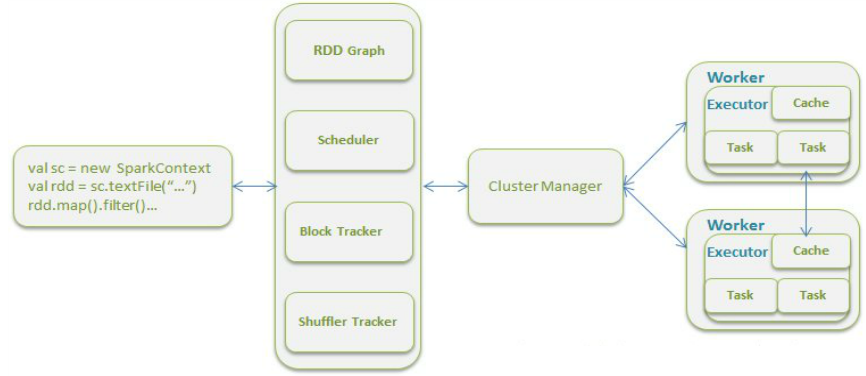 val sc = new SparkContext
val rdd = sc.textFile(“...”)
rdd.map().filter()...
RDD Graph
Scheduler
Block Tracker
Shuffler Tracker
Cluster Manager
Worker
Executor
Cache
Task
Task
Worker
Executor
Cache
Task
Task